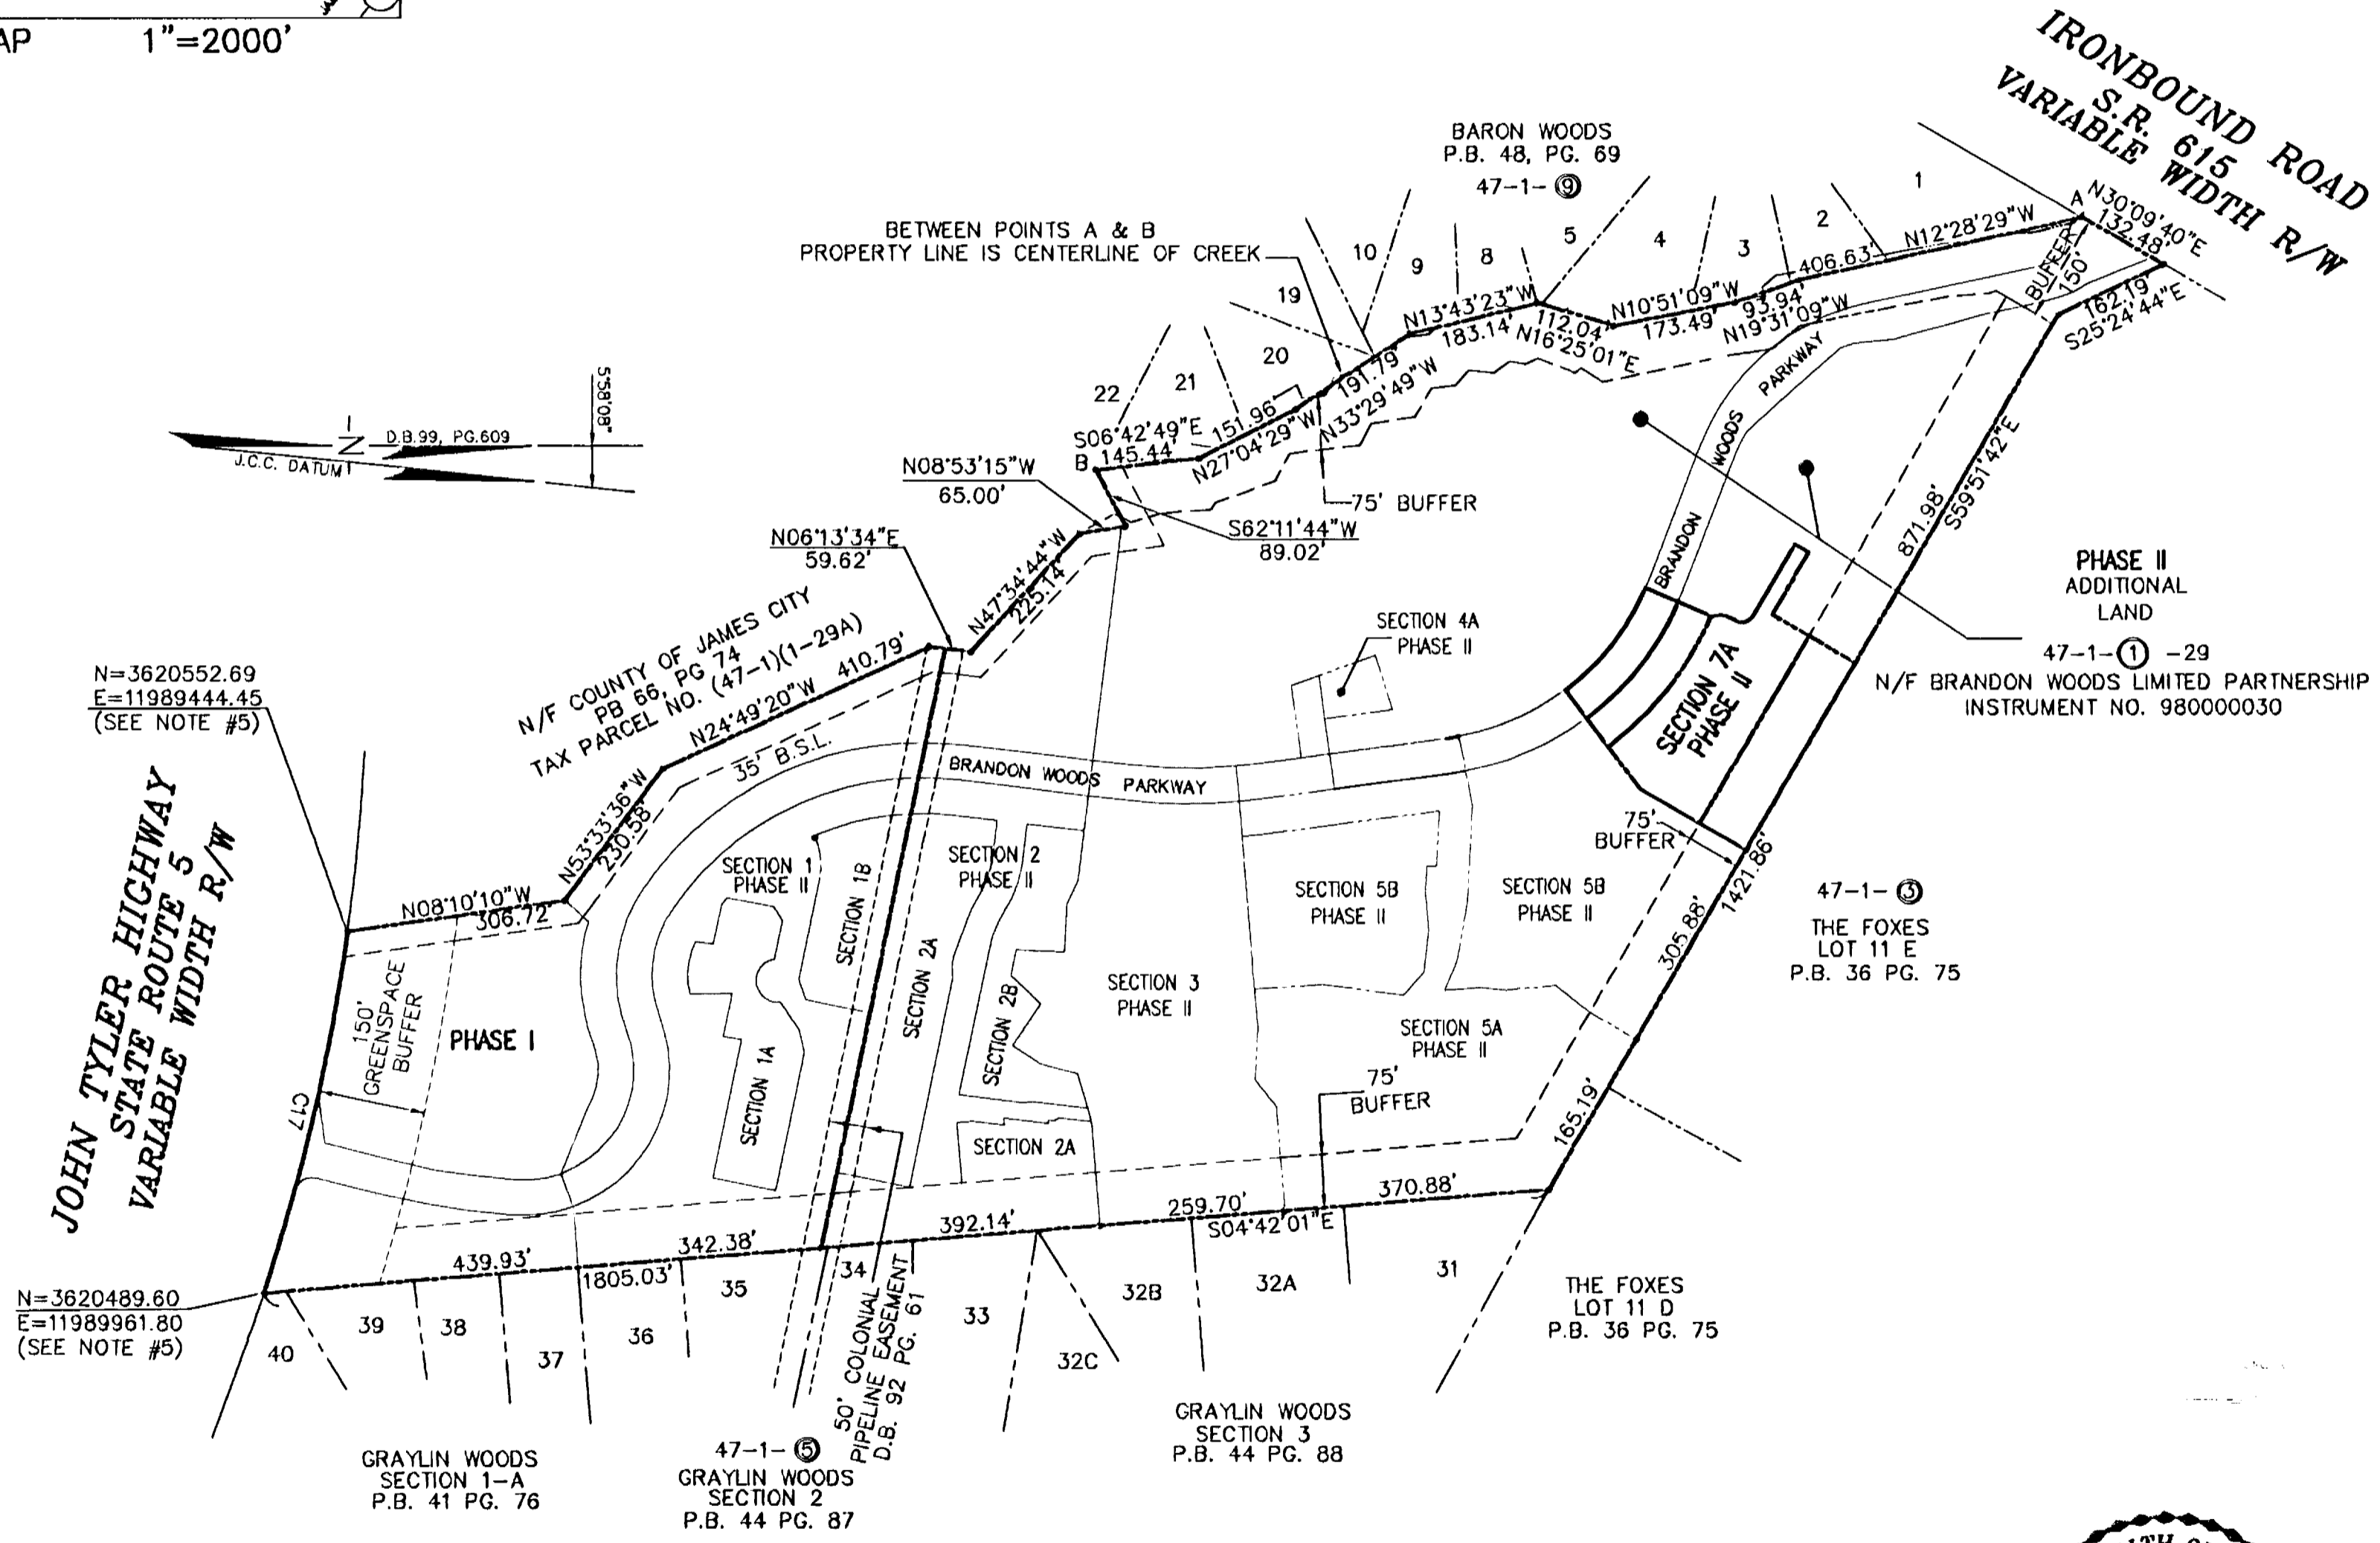 AP 1"=2000'
IRONBOUND ROAD
S.R. 615
VARIABLE WIDTH R/W
BARON WOODS
P.B. 48, PG. 69
47-1- 9
BETWEEN POINTS A & B
PROPERTY LINE IS CENTERLINE OF CREEK
1
2
3
4
5
8
9
10
19
20
21
22
A
N30°09'40"E
132.48'
BUFFER
150'
162.19'
S25°24'44"E
N12°28'29"W
406.63'
93.94'
N19°31'09"W
N10°51'09"W
173.49'
112.04'
N16°25'01"E
N13°43'23"W
183.14'
191.79'
N33°29'49"W
151.96'
N27°04'29"W
S06°42'49"E
B 145.44'
75' BUFFER
N08°53'15"W
65.00'
S62°11'44"W
89.02'
N06°13'34"E
59.62'
N47°34'44"W
225.14'
5°58'08"
N
D.B.99, PG.609
J.C.C. DATUM
N/F COUNTY OF JAMES CITY
PB 66, PG 74
TAX PARCEL NO. (47-1)(1-29A)
N24°49'20"W 410.79'
35' B.S.L.
N53°33'36"W
230.58'
N=3620552.69
E=11989444.45
(SEE NOTE #5)
N08°10'10"W
306.72'
JOHN TYLER HIGHWAY
STATE ROUTE 5
VARIABLE WIDTH R/W
C17
150'
GREENSPACE
BUFFER
PHASE I
BRANDON WOODS PARKWAY
BRANDON WOODS PARKWAY
SECTION 4A
PHASE II
SECTION 7A
PHASE II
871.98'
S59°51'42"E
PHASE II
ADDITIONAL
LAND
47-1- 1 -29
N/F BRANDON WOODS LIMITED PARTNERSHIP
INSTRUMENT NO. 980000030
SECTION 1
PHASE II
SECTION 1B
SECTION 1A
SECTION 2
PHASE II
SECTION 2A
SECTION 2B
SECTION 2A
SECTION 3
PHASE II
SECTION 5B
PHASE II
SECTION 5B
PHASE II
SECTION 5A
PHASE II
75'
BUFFER
75'
BUFFER
1421.86'
305.88'
165.19'
47-1- 3
THE FOXES
LOT 11 E
P.B. 36 PG. 75
N=3620489.60
E=11989961.80
(SEE NOTE #5)
439.93'
342.38'
1805.03'
392.14'
259.70'
S04°42'01"E
370.88'
40
39
38
37
36
35
34
33
32C
32B
32A
31
50' COLONIAL
PIPELINE EASEMENT
D.B. 92 PG. 61
THE FOXES
LOT 11 D
P.B. 36 PG. 75
GRAYLIN WOODS
SECTION 1-A
P.B. 41 PG. 76
47-1- 5
GRAYLIN WOODS
SECTION 2
P.B. 44 PG. 87
GRAYLIN WOODS
SECTION 3
P.B. 44 PG. 88